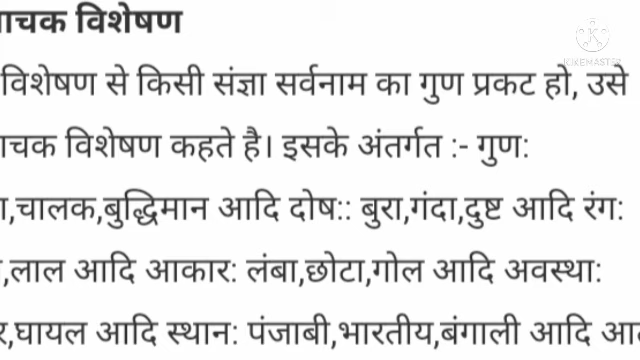 ाचक विशेषण
विशेषण से किसी संज्ञा सर्वनाम का गुण प्रकट हो, उसे
ाचक विशेषण कहते है। इसके अंतर्गत :- गुण:
,चालक,बुद्धिमान आदि दोष:: बुरा,गंदा,दुष्ट आदि रंग:
,लाल आदि आकार: लंबा,छोटा,गोल आदि अवस्था:
,घायल आदि स्थान: पंजाबी,भारतीय,बंगाली आदि
KINEMASTER